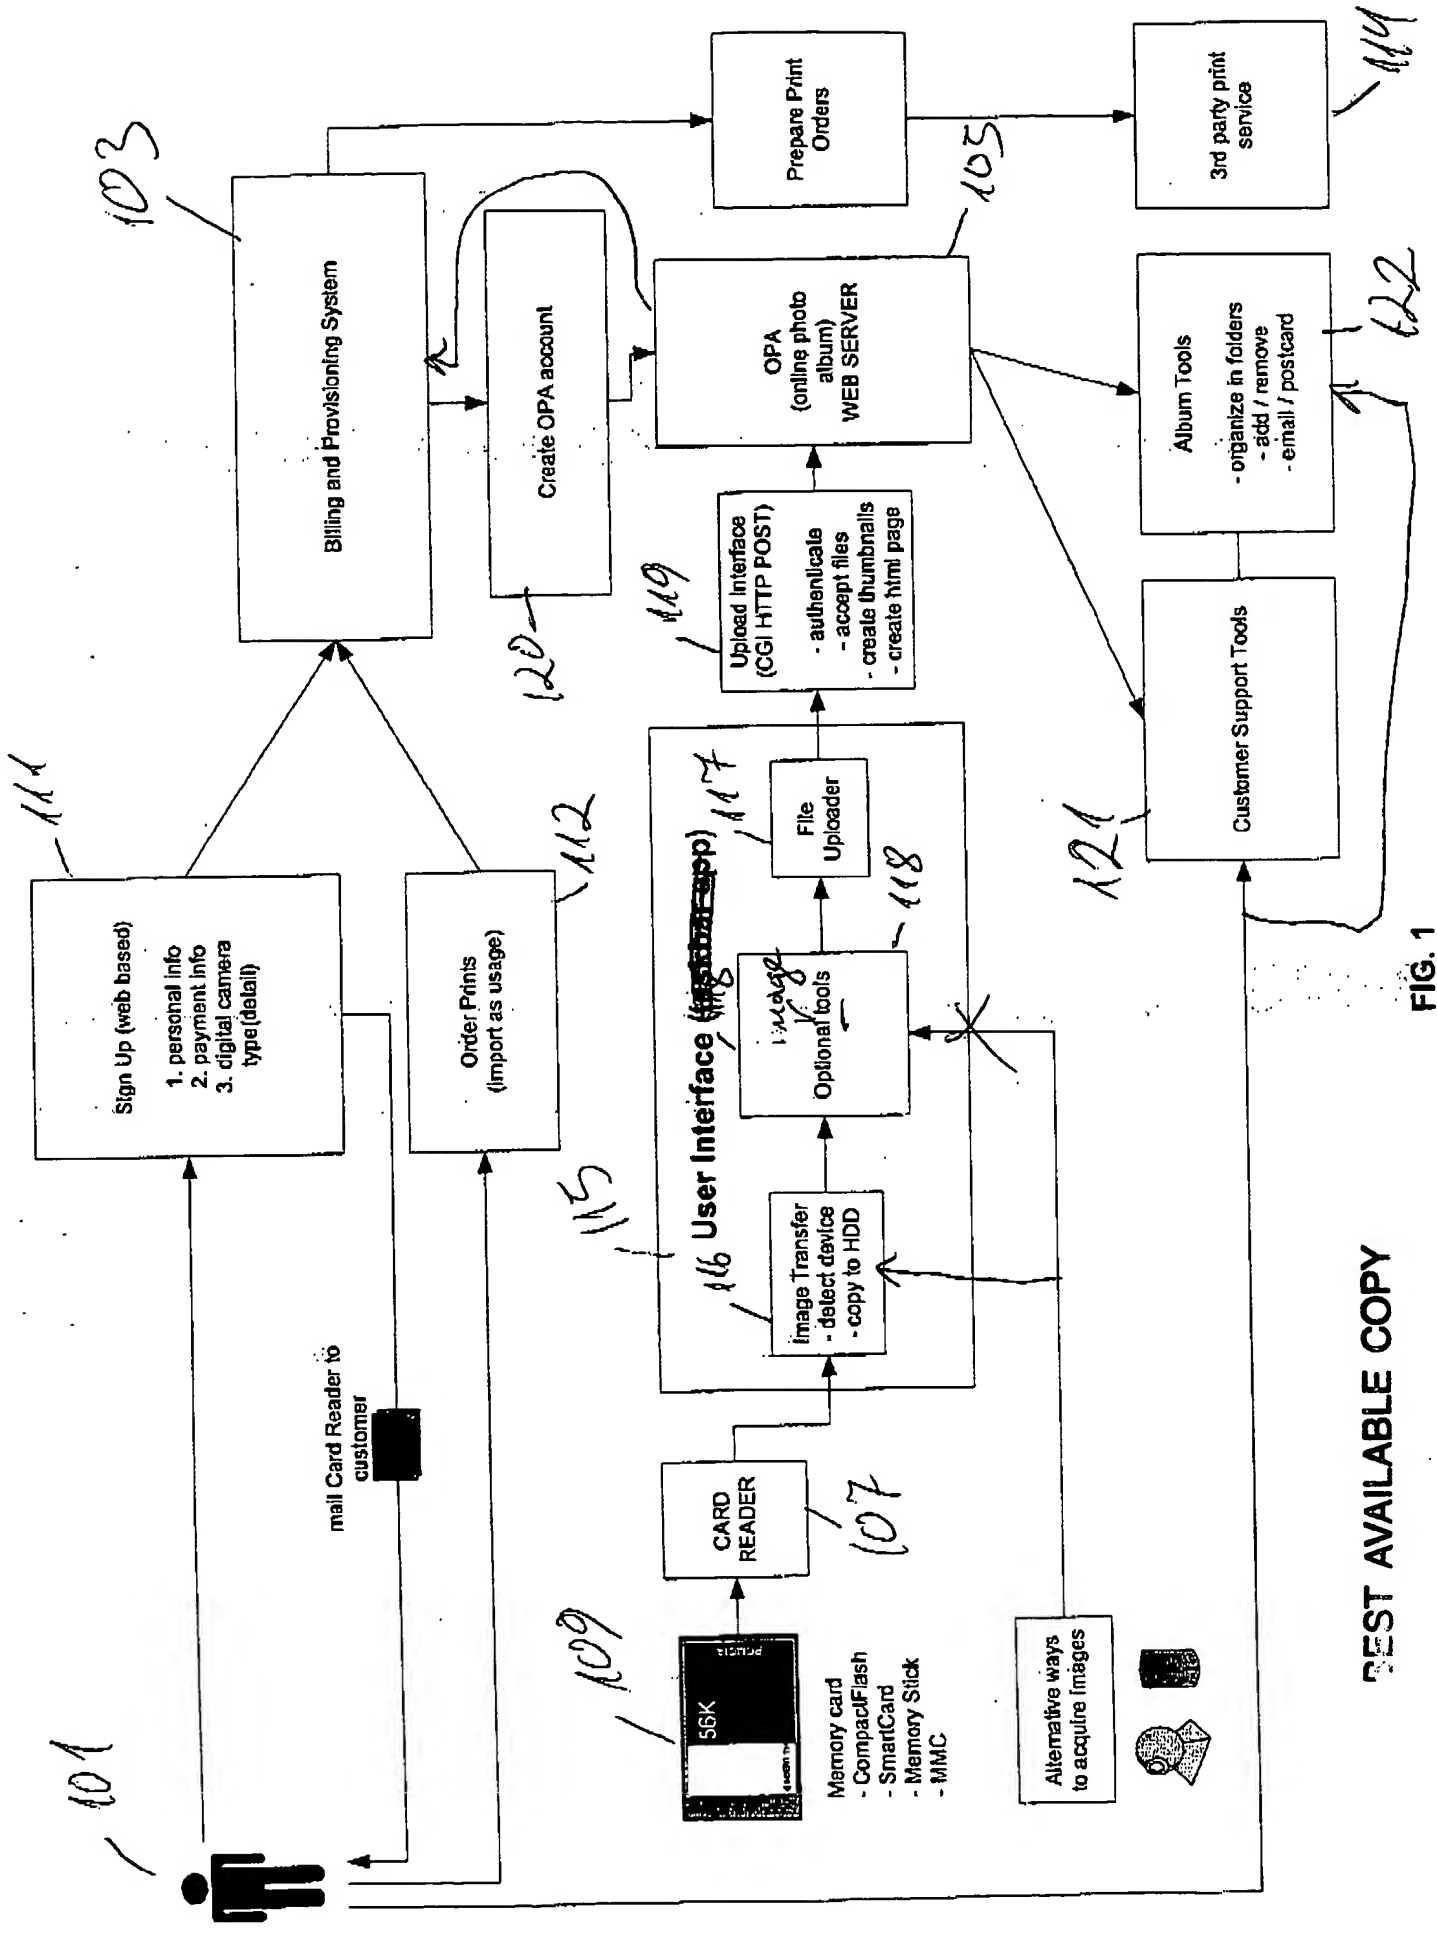 101
111
Sign Up (web based)
1. personal info
2. payment info
3. digital camera
type(detail)
103
Billing and Provisioning System
mail Card Reader to
customer
Order Prints
(import as usage)
112
Create OPA account
120
Prepare Print
Orders
3rd party print
service
114
109
56K
Memory card
- CompactFlash
- SmartCard
- Memory Stick
- MMC
CARD
READER
107
115
User Interface
116
Image Transfer
- detect device
- copy to HDD
118
image
Optional tools
118
117
File
Uploader
119
Upload Interface
(CGI HTTP POST)
- authenticate
- accept files
- create thumbnails
- create html page
OPA
(online photo
album)
WEB SERVER
105
Alternative ways
to acquire images
121
Customer Support Tools
Album Tools
- organize in folders
- add / remove
- email / postcard
122
FIG. 1
BEST AVAILABLE COPY